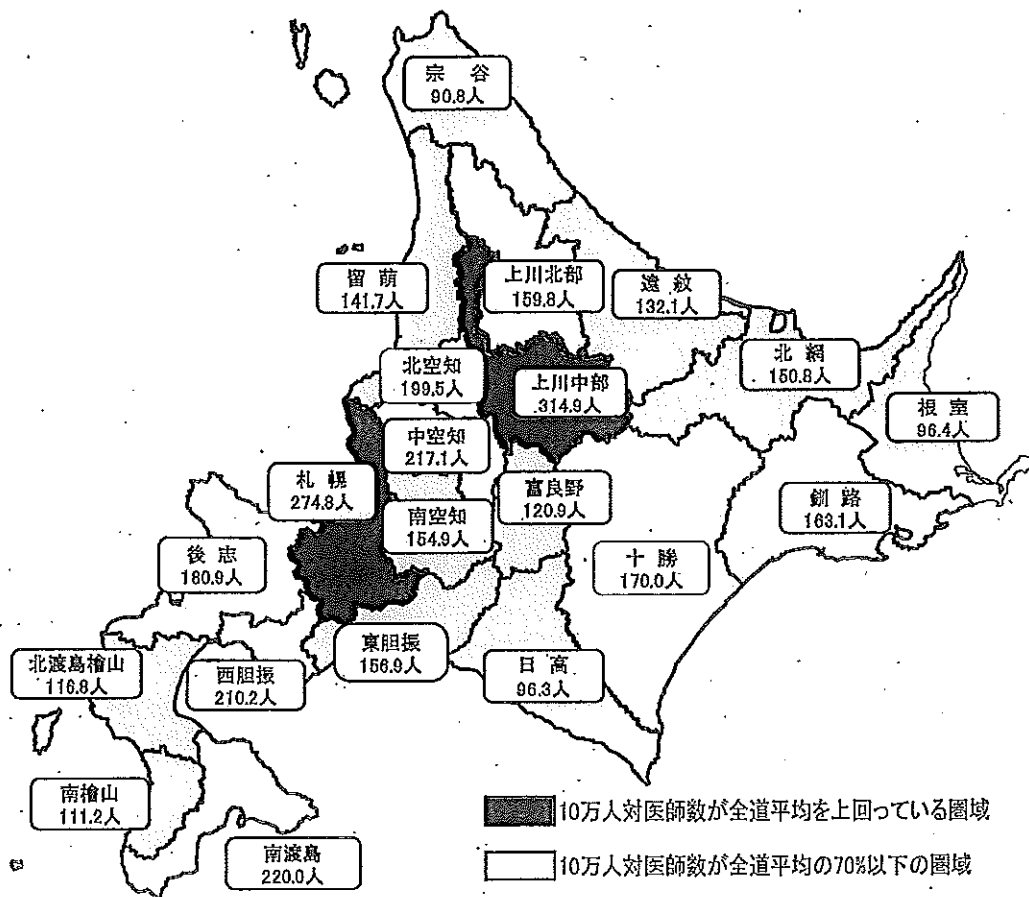 宗谷
90.8人
留萌
141.7人
上川北部
159.8人
遠紋
132.1人
北網
150.8人
北空知
199.5人
上川中部
314.9人
根室
96.4人
中空知
217.1人
札幌
274.8人
富良野
120.9人
釧路
163.1人
南空知
154.9人
後志
180.9人
十勝
170.0人
東胆振
156.9人
北渡島檜山
116.8人
西胆振
210.2人
日高
96.3人
南檜山
111.2人
南渡島
220.0人
10万人対医師数が全道平均を上回っている圏域
10万人対医師数が全道平均の70%以下の圏域